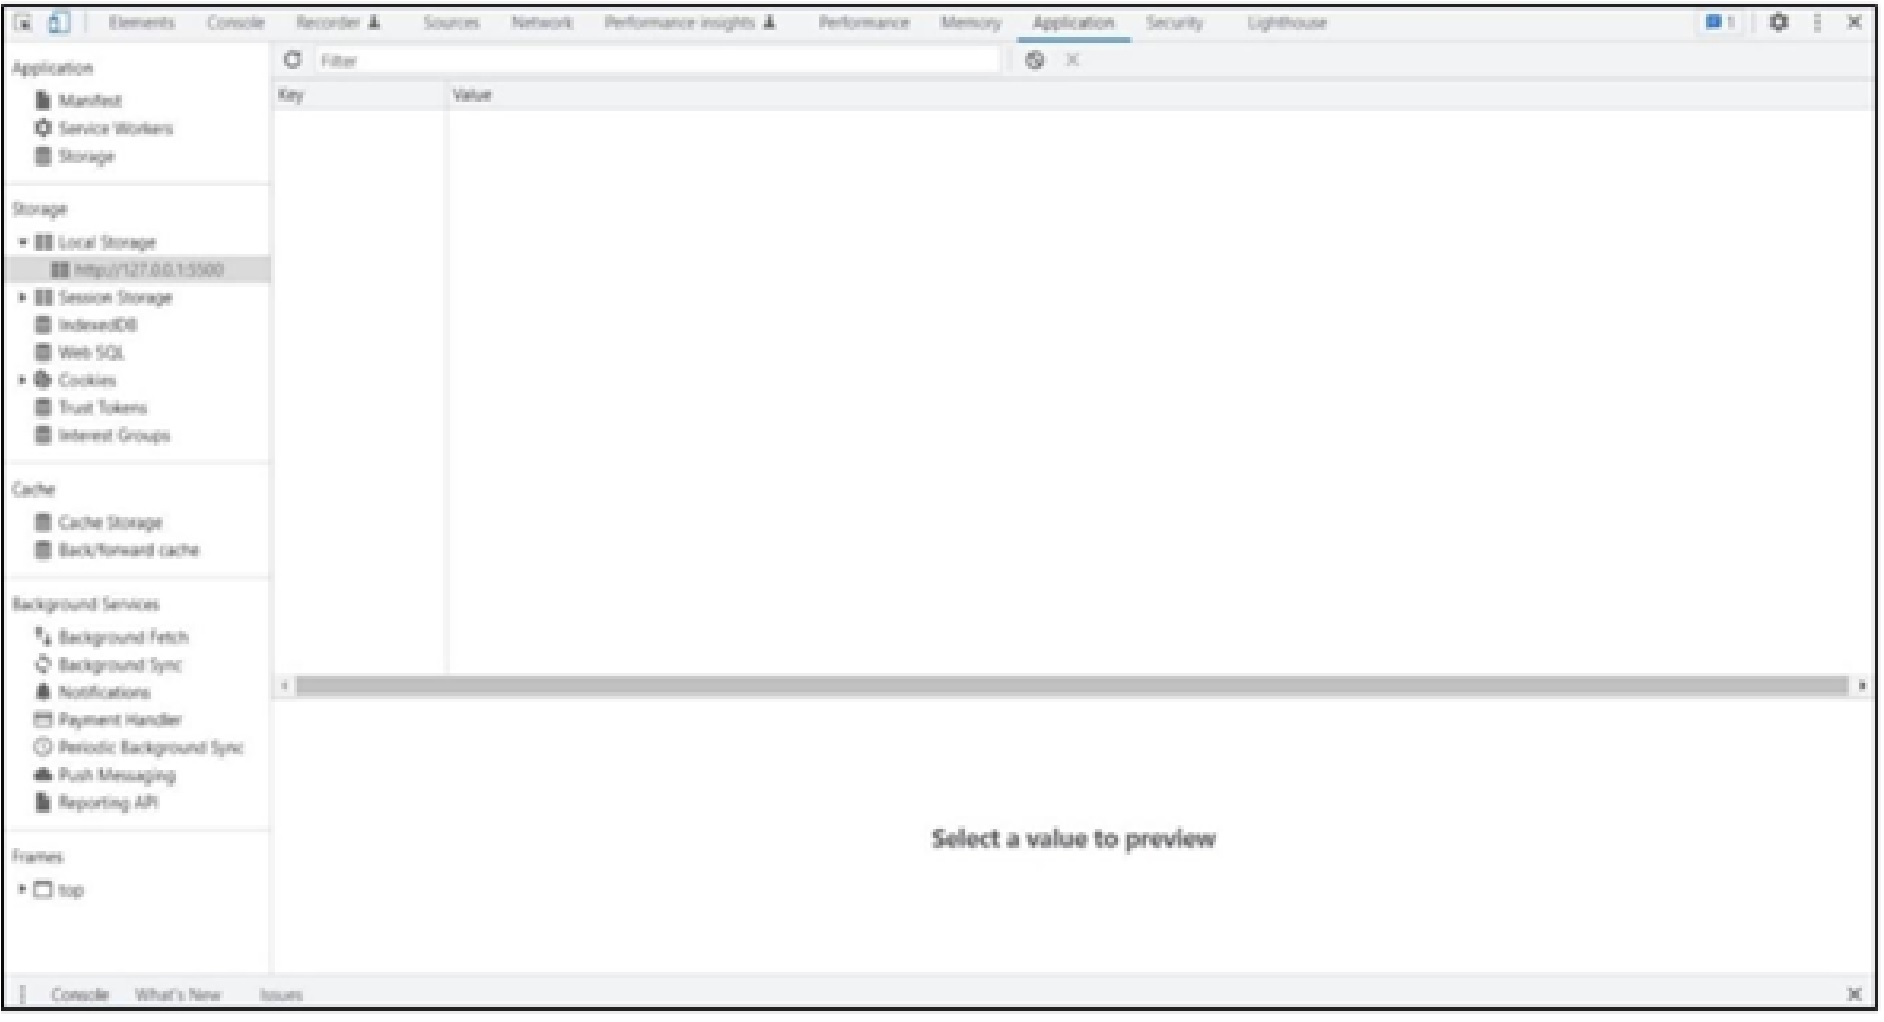 Elements Console Recorder Sources Network Performance insights Performance Memory Application Security Lighthouse 1
Filter
Key Value
Application
Manifest
Service Workers
Storage
Storage
Local Storage
http://127.0.0.1:5500
Session Storage
IndexedDB
Web SQL
Cookies
Trust Tokens
Interest Groups
Cache
Cache Storage
Back/forward cache
Background Services
Background Fetch
Background Sync
Notifications
Payment Handler
Periodic Background Sync
Push Messaging
Reporting API
Frames
top
Select a value to preview
Console What's New Issues